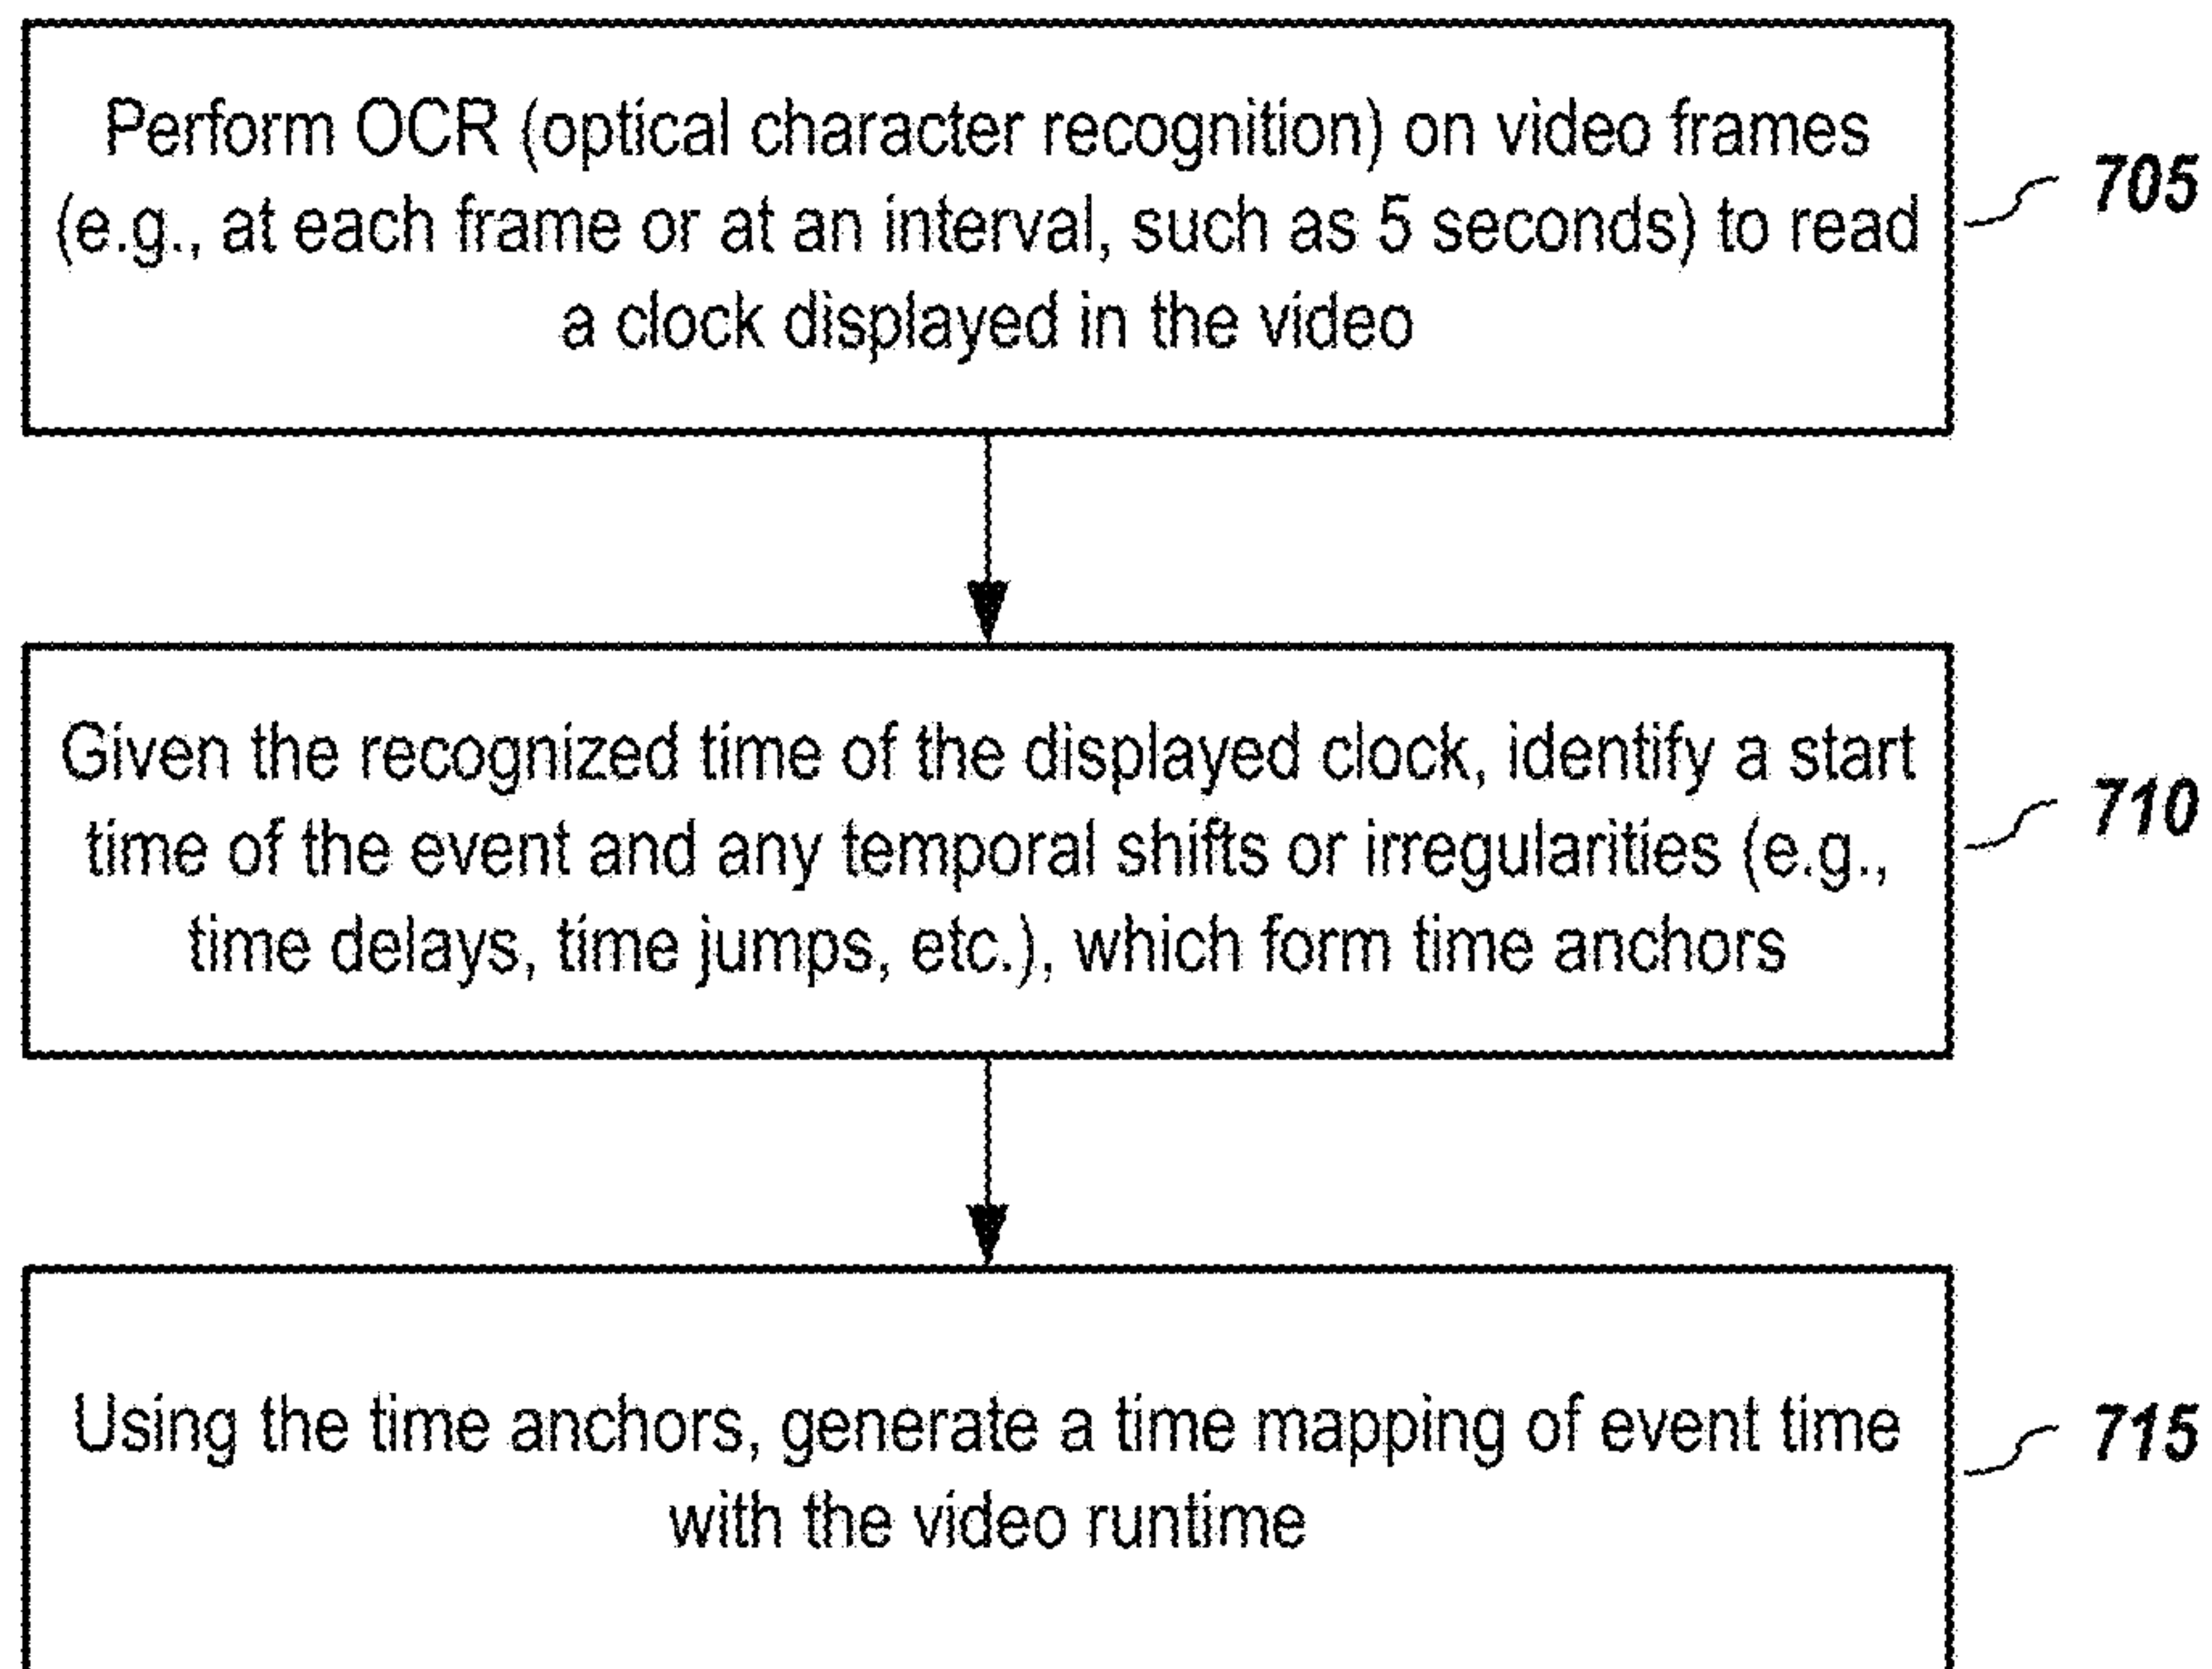 Perform OCR (optical character recognition) on video frames
(e.g., at each frame or at an interval, such as 5 seconds) to read
a clock displayed in the video
705
Given the recognized time of the displayed clock, identify a start
time of the event and any temporal shifts or irregularities (e.g.,
time delays, time jumps, etc.), which form time anchors
710
Using the time anchors, generate a time mapping of event time
with the video runtime
715